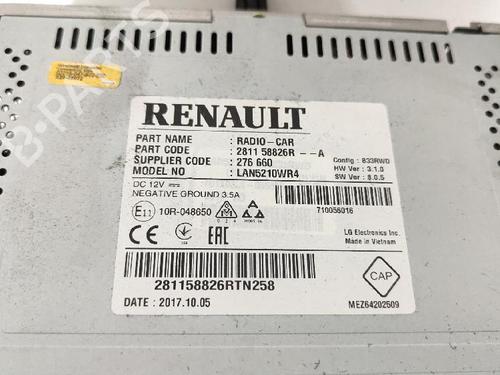 RENAULT
PART NAME : RADIO-CAR
PART CODE : 2811 58826R --A
SUPPLIER CODE : 276 660
MODEL NO : LAN5210WR4
Config : B33RWD
HW Ver : 3.1.0
SW Ver : 8.0.5
DC 12V
NEGATIVE GROUND 3.5A
E11 10R-048650
710056016
CE EAC
LG Electronics Inc.
Made in Vietnam
281158826RTN258
CAP
DATE : 2017.10.05
MEZ64202509
B-PARTS